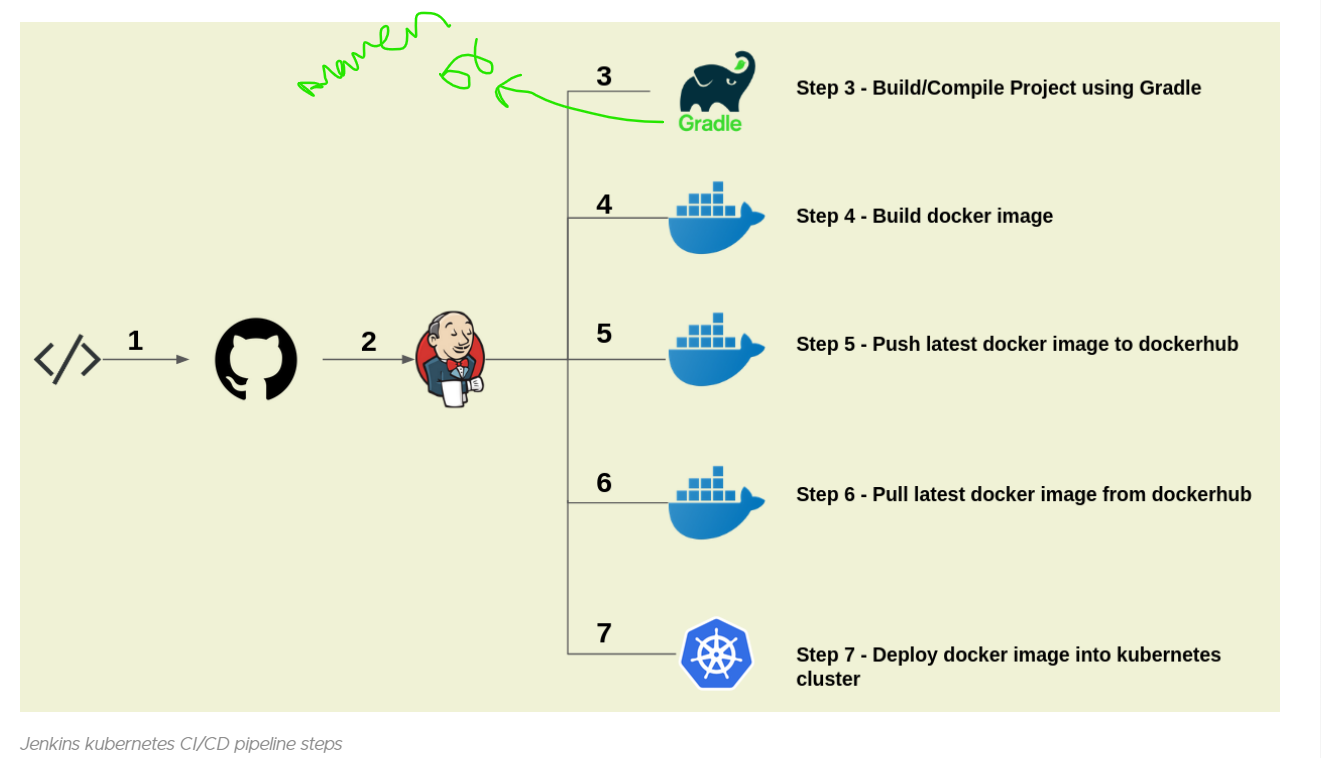 maven
3
Gradle
Step 3 - Build/Compile Project using Gradle
4
Step 4 - Build docker image
1
2
5
Step 5 - Push latest docker image to dockerhub
6
Step 6 - Pull latest docker image from dockerhub
7
Step 7 - Deploy docker image into kubernetes
cluster
Jenkins kubernetes CI/CD pipeline steps